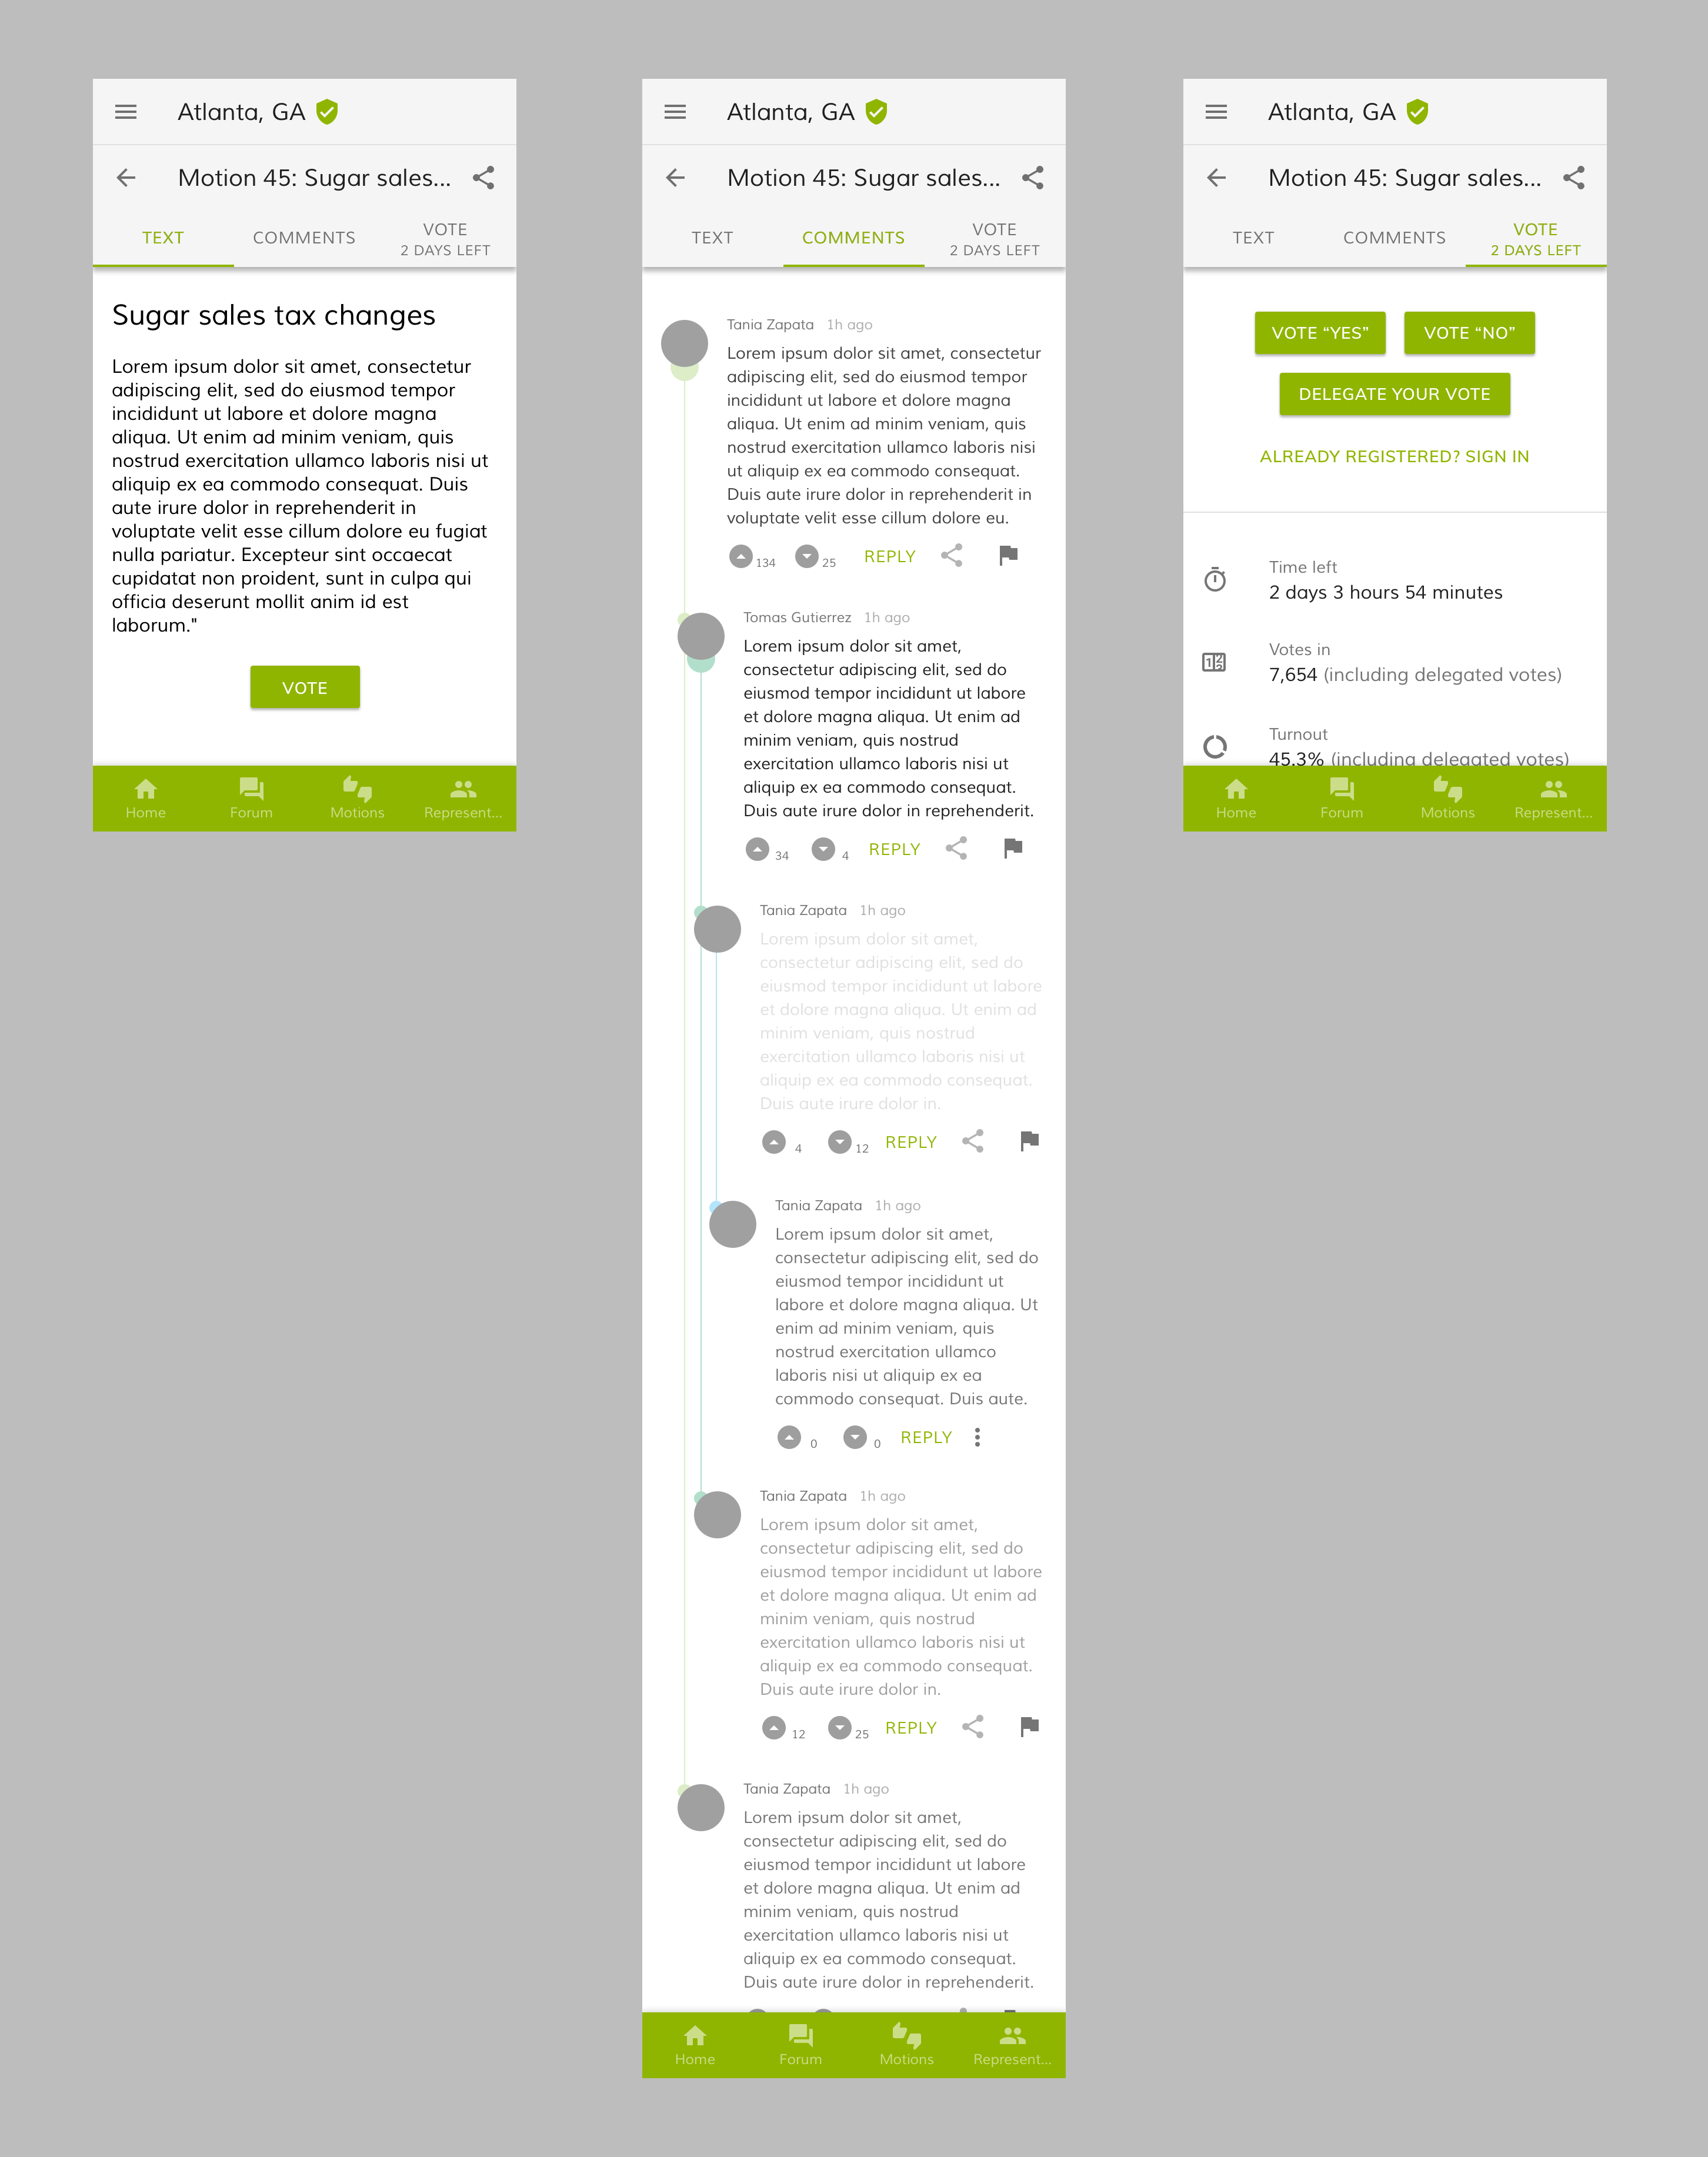 Atlanta, GA
Motion 45: Sugar sales...
TEXT
COMMENTS
VOTE
2 DAYS LEFT
Sugar sales tax changes
Lorem ipsum dolor sit amet, consectetur
adipiscing elit, sed do eiusmod tempor
incididunt ut labore et dolore magna
aliqua. Ut enim ad minim veniam, quis
nostrud exercitation ullamco laboris nisi ut
aliquip ex ea commodo consequat. Duis
aute irure dolor in reprehenderit in
voluptate velit esse cillum dolore eu fugiat
nulla pariatur. Excepteur sint occaecat
cupidatat non proident, sunt in culpa qui
officia deserunt mollit anim id est
laborum."
VOTE
Home
Forum
Motions
Represent...
Atlanta, GA
Motion 45: Sugar sales...
TEXT
COMMENTS
VOTE
2 DAYS LEFT
Tania Zapata 1h ago
Lorem ipsum dolor sit amet, consectetur
adipiscing elit, sed do eiusmod tempor
incididunt ut labore et dolore magna
aliqua. Ut enim ad minim veniam, quis
nostrud exercitation ullamco laboris nisi
ut aliquip ex ea commodo consequat.
Duis aute irure dolor in reprehenderit in
voluptate velit esse cillum dolore eu.
134 25 REPLY
Tomas Gutierrez 1h ago
Lorem ipsum dolor sit amet,
consectetur adipiscing elit, sed do
eiusmod tempor incididunt ut labore
et dolore magna aliqua. Ut enim ad
minim veniam, quis nostrud
exercitation ullamco laboris nisi ut
aliquip ex ea commodo consequat.
Duis aute irure dolor in reprehenderit.
34 4 REPLY
Tania Zapata 1h ago
Lorem ipsum dolor sit amet,
consectetur adipiscing elit, sed do
eiusmod tempor incididunt ut labore
et dolore magna aliqua. Ut enim ad
minim veniam, quis nostrud
exercitation ullamco laboris nisi ut
aliquip ex ea commodo consequat.
Duis aute irure dolor in.
4 12 REPLY
Tania Zapata 1h ago
Lorem ipsum dolor sit amet,
consectetur adipiscing elit, sed do
eiusmod tempor incididunt ut
labore et dolore magna aliqua. Ut
enim ad minim veniam, quis
nostrud exercitation ullamco
laboris nisi ut aliquip ex ea
commodo consequat. Duis aute.
0 0 REPLY
Tania Zapata 1h ago
Lorem ipsum dolor sit amet,
consectetur adipiscing elit, sed do
eiusmod tempor incididunt ut labore
et dolore magna aliqua. Ut enim ad
minim veniam, quis nostrud
exercitation ullamco laboris nisi ut
aliquip ex ea commodo consequat.
Duis aute irure dolor in.
12 25 REPLY
Tania Zapata 1h ago
Lorem ipsum dolor sit amet,
consectetur adipiscing elit, sed do
eiusmod tempor incididunt ut labore
et dolore magna aliqua. Ut enim ad
minim veniam, quis nostrud
exercitation ullamco laboris nisi ut
aliquip ex ea commodo consequat.
Duis aute irure dolor in reprehenderit.
Home
Forum
Motions
Represent...
Atlanta, GA
Motion 45: Sugar sales...
TEXT
COMMENTS
VOTE
2 DAYS LEFT
VOTE “YES”
VOTE “NO”
DELEGATE YOUR VOTE
ALREADY REGISTERED? SIGN IN
Time left
2 days 3 hours 54 minutes
Votes in
7,654 (including delegated votes)
Turnout
45.3% (including delegated votes)
Home
Forum
Motions
Represent...